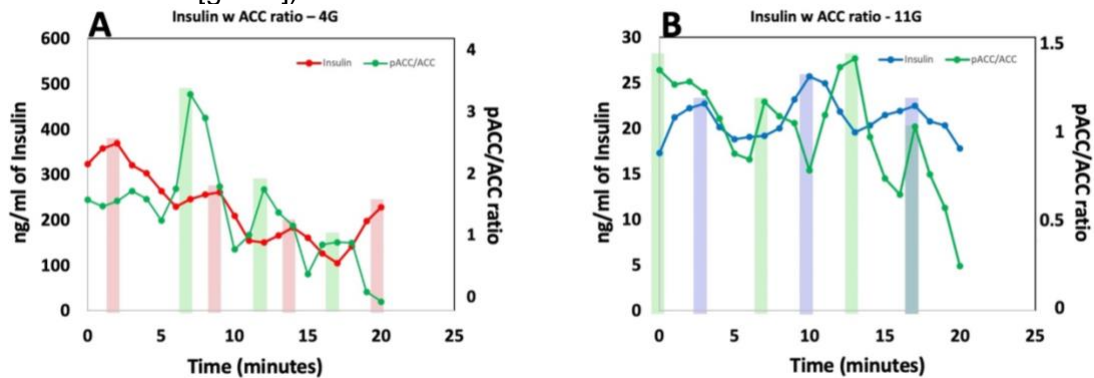 A
Insulin w ACC ratio – 4G
600
500
400
300
200
100
0
ng/ml of Insulin
Insulin
pACC/ACC
4
3
2
1
0
pACC/ACC ratio
0
5
10
15
20
25
Time (minutes)
B
Insulin w ACC ratio - 11G
30
25
20
15
10
5
0
ng/ml of Insulin
Insulin
pACC/ACC
1.5
1
0.5
0
pACC/ACC ratio
0
5
10
15
20
25
Time (minutes)